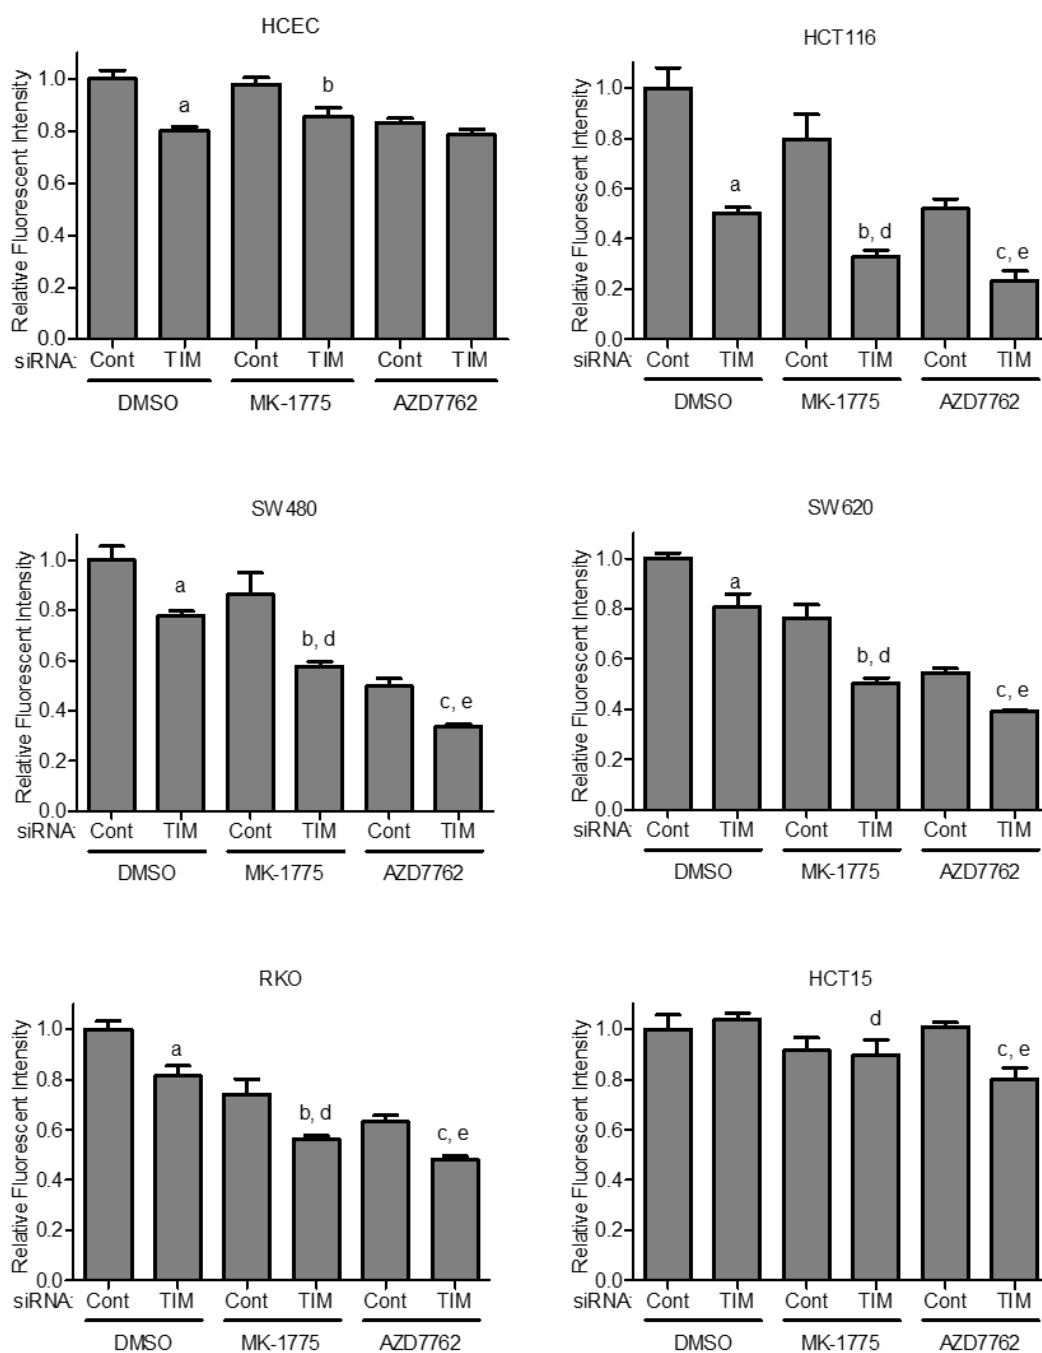 HCEC
Relative Fluorescent Intensity
1.0
0.8
0.6
0.4
0.2
0.0
a
b
siRNA: Cont TIM Cont TIM Cont TIM
DMSO MK-1775 AZD7762
HCT116
Relative Fluorescent Intensity
1.0
0.8
0.6
0.4
0.2
0.0
a
b, d
c, e
siRNA: Cont TIM Cont TIM Cont TIM
DMSO MK-1775 AZD7762
SW480
Relative Fluorescent Intensity
1.0
0.8
0.6
0.4
0.2
0.0
a
b, d
c, e
siRNA: Cont TIM Cont TIM Cont TIM
DMSO MK-1775 AZD7762
SW620
Relative Fluorescent Intensity
1.0
0.8
0.6
0.4
0.2
0.0
a
b, d
c, e
siRNA: Cont TIM Cont TIM Cont TIM
DMSO MK-1775 AZD7762
RKO
Relative Fluorescent Intensity
1.0
0.8
0.6
0.4
0.2
0.0
a
b, d
c, e
siRNA: Cont TIM Cont TIM Cont TIM
DMSO MK-1775 AZD7762
HCT15
Relative Fluorescent Intensity
1.0
0.8
0.6
0.4
0.2
0.0
d
c, e
siRNA: Cont TIM Cont TIM Cont TIM
DMSO MK-1775 AZD7762